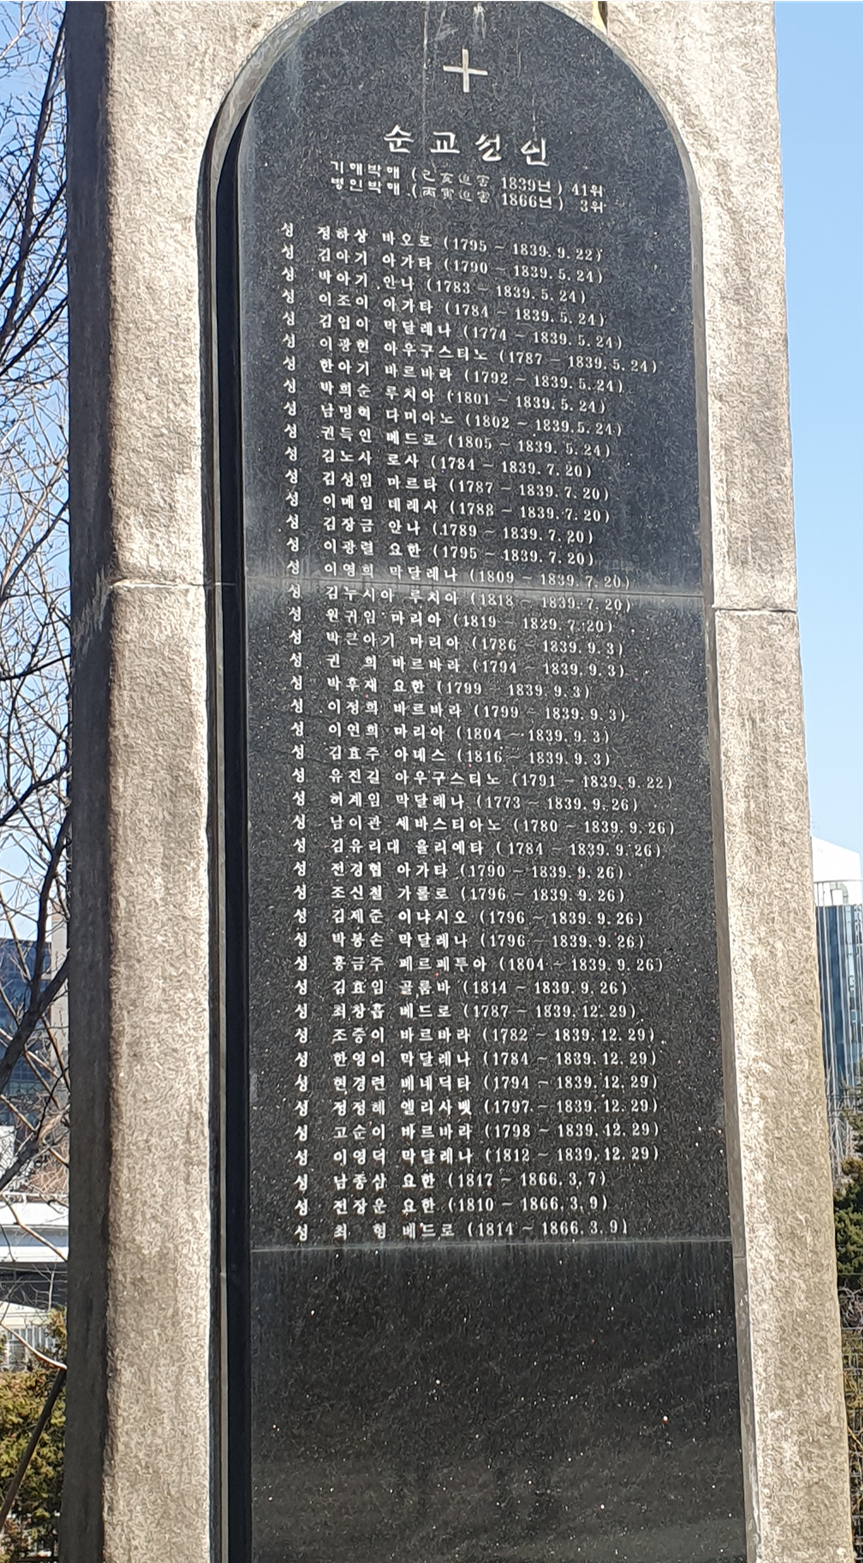 순교성인
기해박해 (己亥迫害 1839년) 41위
병인박해 (丙寅迫害 1866년) 3위
성 정하상 바오로 (1795 ~ 1839. 9. 22)
성 김아기 아가타 (1790 ~ 1839. 5. 24)
성 박아기 안나 (1783 ~ 1839. 5. 24)
성 이조이 아가타 (1784 ~ 1839. 5. 24)
성 김업이 막달레나 (1774 ~ 1839. 5. 24)
성 이광헌 아우구스티노 (1787 ~ 1839. 5. 24)
성 한아기 바르바라 (1792 ~ 1839. 5. 24)
성 박희순 루치아 (1801 ~ 1839. 5. 24)
성 남명혁 다미아노 (1802 ~ 1839. 5. 24)
성 권득인 베드로 (1805 ~ 1839. 5. 24)
성 김노사 로사 (1784 ~ 1839. 7. 20)
성 김성임 마르타 (1787 ~ 1839. 7. 20)
성 이매임 데레사 (1788 ~ 1839. 7. 20)
성 김장금 안나 (1789 ~ 1839. 7. 20)
성 이광렬 요한 (1795 ~ 1839. 7. 20)
성 이영희 막달레나 (1809 ~ 1839. 7. 20)
성 김누시아 루치아 (1818 ~ 1839. 7. 20)
성 원귀임 마리아 (1819 ~ 1839. 7. 20)
성 박큰아기 마리아 (1786 ~ 1839. 9. 3)
성 권 희 바르바라 (1794 ~ 1839. 9. 3)
성 박후재 요한 (1799 ~ 1839. 9. 3)
성 이정희 바르바라 (1799 ~ 1839. 9. 3)
성 이연희 마리아 (1804 ~ 1839. 9. 3)
성 김효주 아녜스 (1816 ~ 1839. 9. 3)
성 유진길 아우구스티노 (1791 ~ 1839. 9. 22)
성 허계임 막달레나 (1773 ~ 1839. 9. 26)
성 남이관 세바스티아노 (1780 ~ 1839. 9. 26)
성 김유리대 율리에타 (1784 ~ 1839. 9. 26)
성 전경협 아가타 (1790 ~ 1839. 9. 26)
성 조신철 가롤로 (1796 ~ 1839. 9. 26)
성 김제준 이냐시오 (1796 ~ 1839. 9. 26)
성 박봉손 막달레나 (1796 ~ 1839. 9. 26)
성 홍금주 페르페투아 (1804 ~ 1839. 9. 26)
성 김효임 골룸바 (1814 ~ 1839. 9. 26)
성 최창흡 베드로 (1787 ~ 1839. 12. 29)
성 조증이 바르바라 (1782 ~ 1839. 12. 29)
성 한영이 막달레나 (1784 ~ 1839. 12. 29)
성 현경련 베네딕타 (1794 ~ 1839. 12. 29)
성 정정혜 엘리사벳 (1797 ~ 1839. 12. 29)
성 고순이 바르바라 (1798 ~ 1839. 12. 29)
성 이영덕 막달레나 (1812 ~ 1839. 12. 29)
성 남종삼 요한 (1817 ~ 1866. 3. 7)
성 전장운 요한 (1810 ~ 1866. 3. 9)
성 최 형 베드로 (1814 ~ 1866. 3. 9)